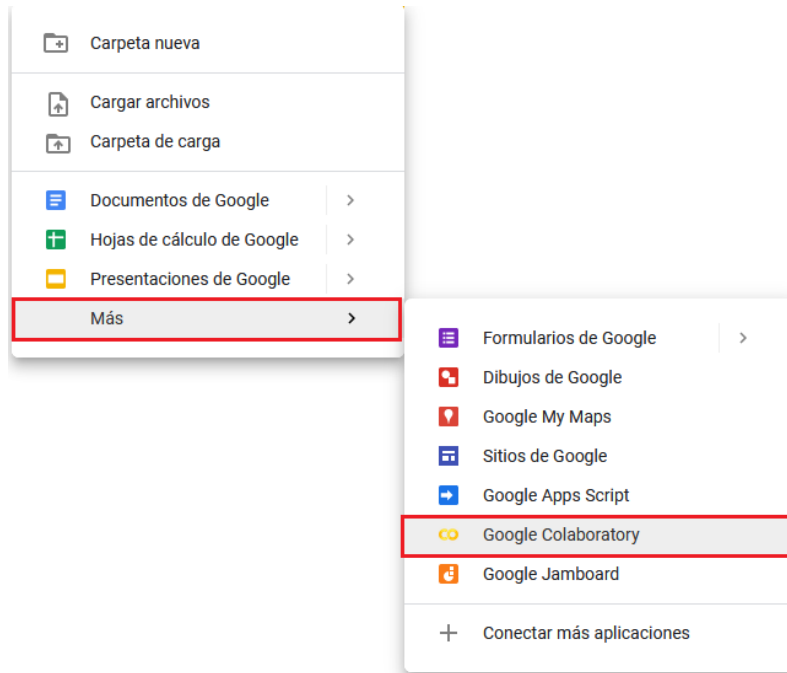 Carpeta nueva
Cargar archivos
Carpeta de carga
Documentos de Google
Hojas de cálculo de Google
Presentaciones de Google
Más
Formularios de Google
Dibujos de Google
Google My Maps
Sitios de Google
Google Apps Script
Google Colaboratory
Google Jamboard
Conectar más aplicaciones